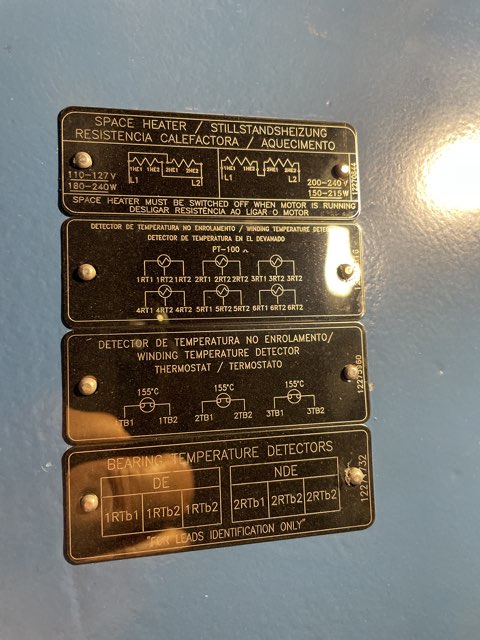 SPACE HEATER / STILLSTANDSHEIZUNG
RESISTENCIA CALEFACTORA / AQUECIMENTO
1HE1 1HE2 2HE1 2HE2
L1 L2
110-127V
180-240W
1HE1 1HE2 2HE1 2HE2
L1 L2
200-240V
150-215W
SPACE HEATER MUST BE SWITCHED OFF WHEN MOTOR IS RUNNING
DESLIGAR RESISTÊNCIA AO LIGAR O MOTOR
DETECTOR DE TEMPERATURA NO ENROLAMENTO / WINDING TEMPERATURE
DETECTOR DE TEMPERATURA EN EL DEVANADO
PT-100
1RT1 1RT2 1RT2 2RT1 2RT2 2RT2 3RT1 3RT2 3RT2
4RT1 4RT2 4RT2 5RT1 5RT2 5RT2 6RT1 6RT2 6RT2
DETECTOR DE TEMPERATURA NO ENROLAMENTO/
WINDING TEMPERATURE DETECTOR
THERMOSTAT / TERMOSTATO
155°C 155°C 155°C
1TB1 1TB2 2TB1 2TB2 3TB1 3TB2
BEARING TEMPERATURE DETECTORS
DE NDE
1RTb1 1RTb2 1RTb2 2RTb1 2RTb2 2RTb2
"FOR LEADS IDENTIFICATION ONLY"